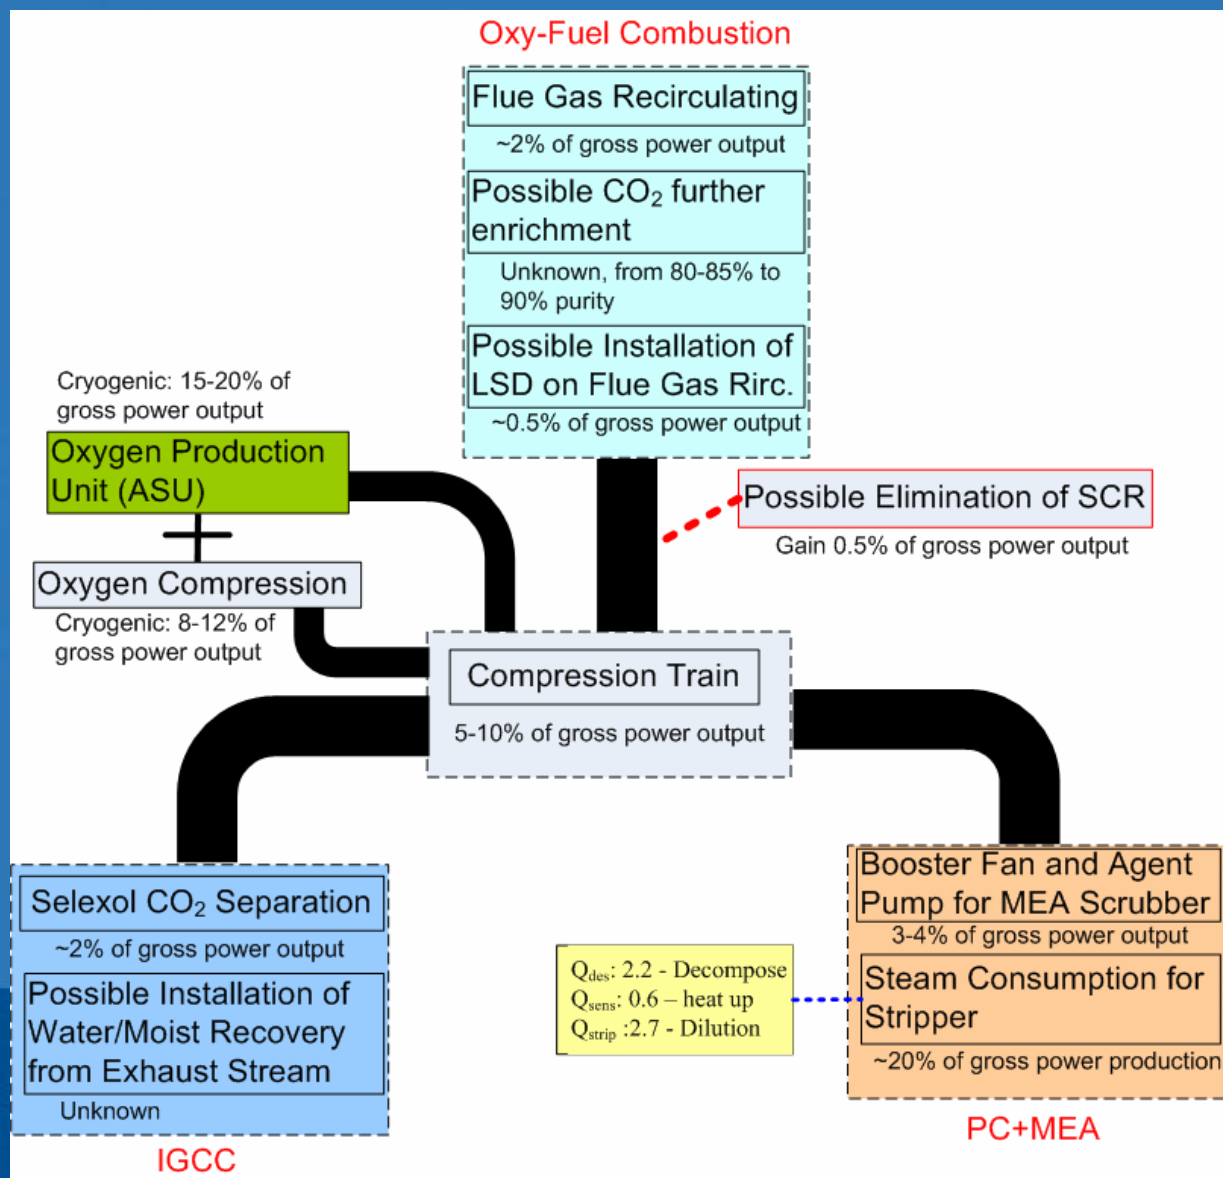 Oxy-Fuel Combustion
Flue Gas Recirculating
~2% of gross power output
Possible CO₂ further
enrichment
Unknown, from 80-85% to
90% purity
Possible Installation of
LSD on Flue Gas Rirc.
~0.5% of gross power output
Cryogenic: 15-20% of
gross power output
Oxygen Production
Unit (ASU)
Oxygen Compression
Cryogenic: 8-12% of
gross power output
Possible Elimination of SCR
Gain 0.5% of gross power output
Compression Train
5-10% of gross power output
Selexol CO₂ Separation
~2% of gross power output
Possible Installation of
Water/Moist Recovery
from Exhaust Stream
Unknown
IGCC
Q_des: 2.2 - Decompose
Q_sens: 0.6 – heat up
Q_strip :2.7 - Dilution
Booster Fan and Agent
Pump for MEA Scrubber
3-4% of gross power output
Steam Consumption for
Stripper
~20% of gross power production
PC+MEA